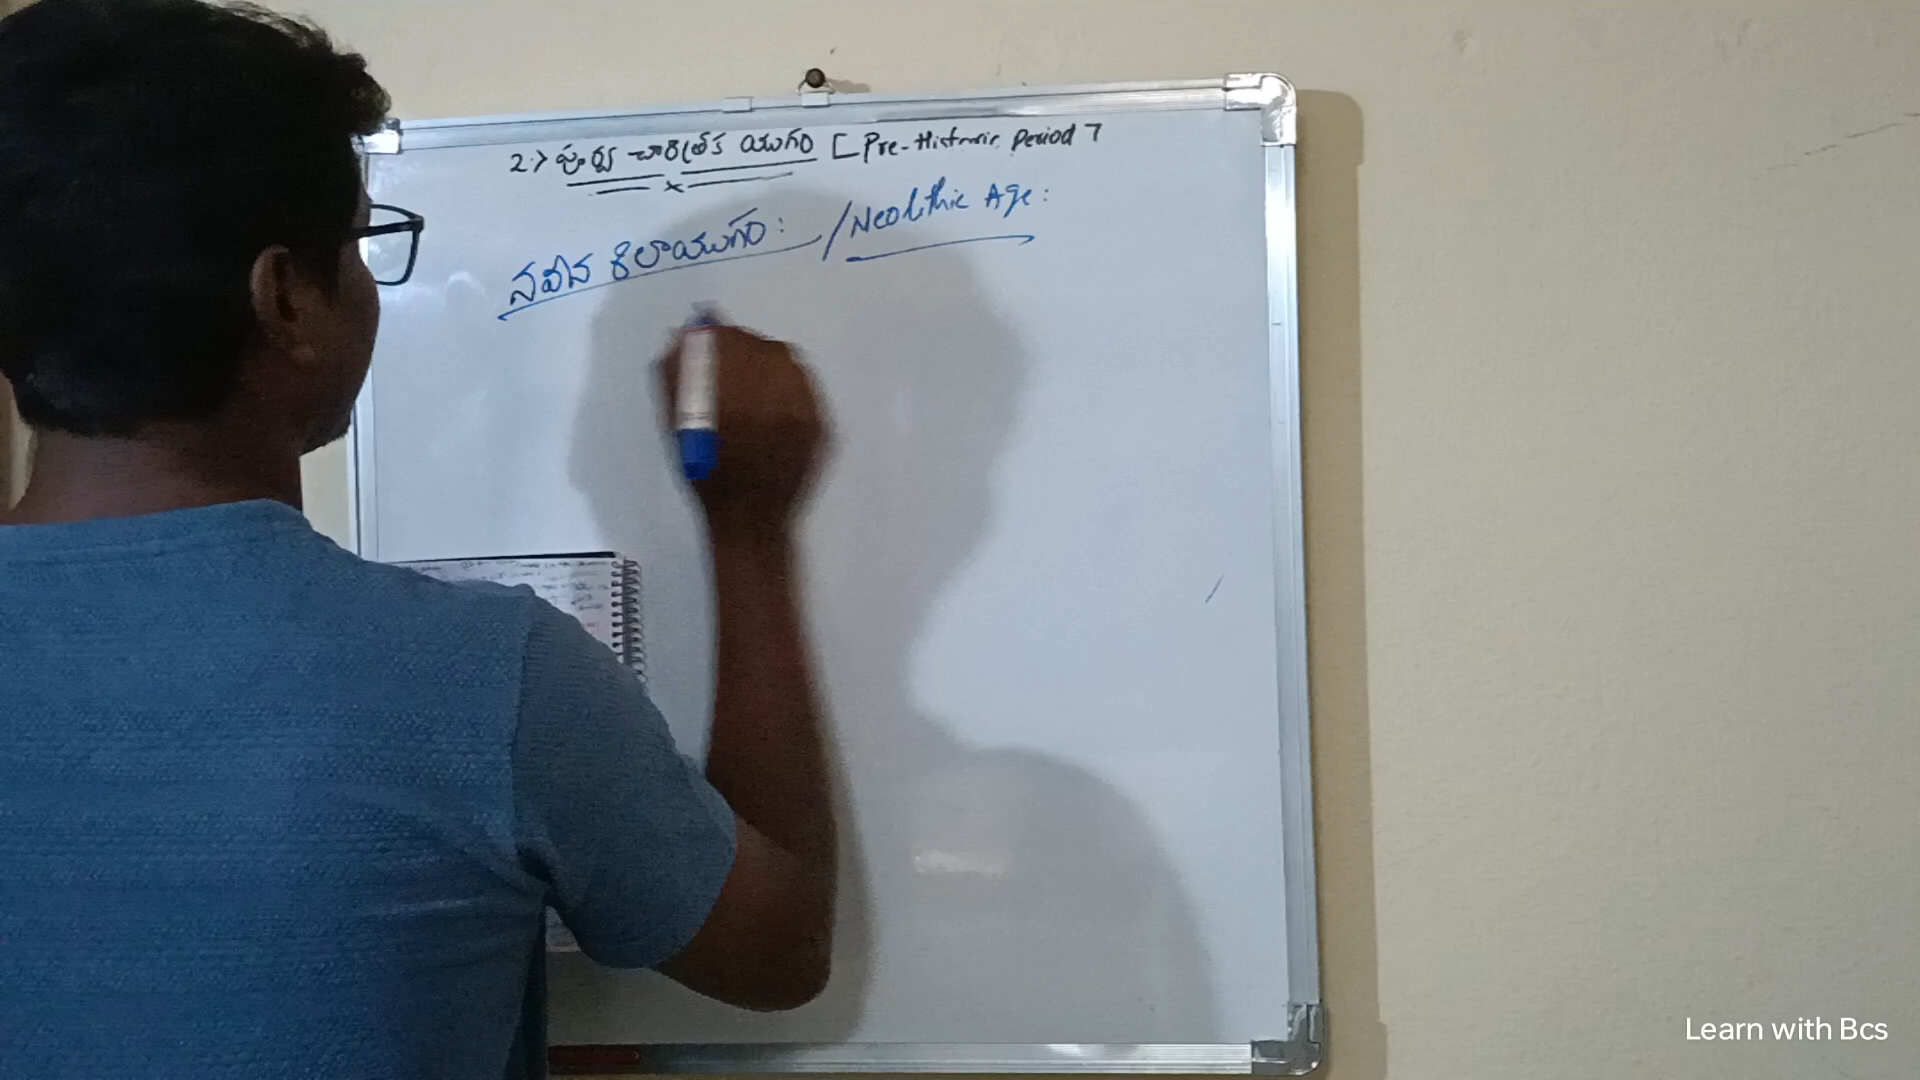 2.> పూర్వ చారిత్రక యుగం [Pre-Historic Period]
నవీన శిలాయుగం: / Neolithic Age:
Learn with Bcs